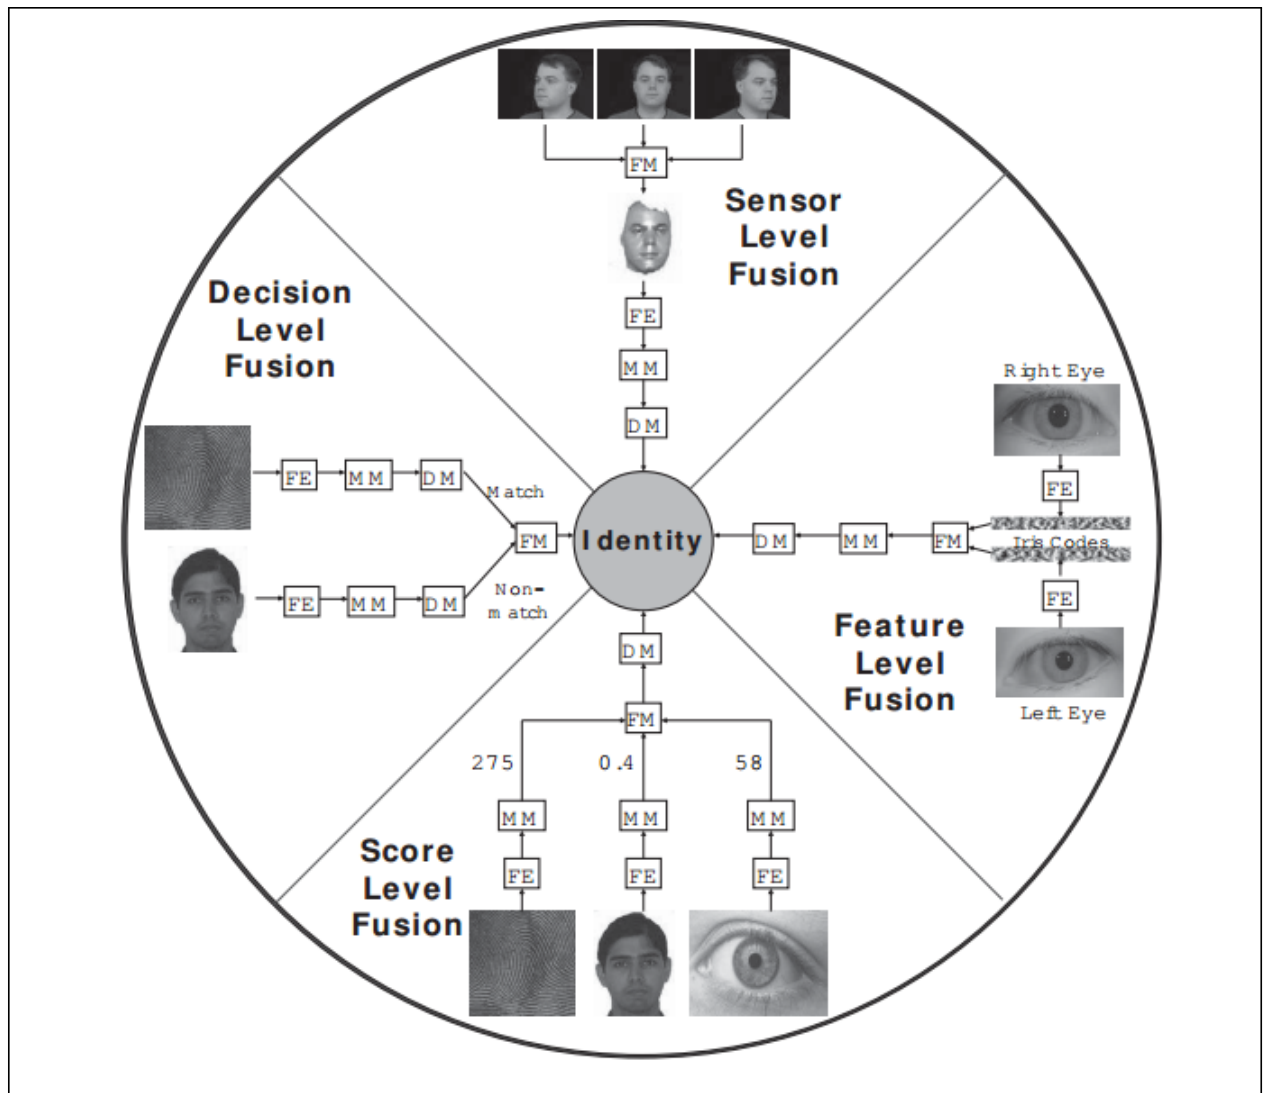 FM
Sensor
Level
Fusion
FE
MM
DM
Decision
Level
Fusion
FE MM DM
Match
FM
Non-
match
FE MM DM
Identity
Right Eye
FE
DM MM FM
Iris Codes
FE
Left Eye
Feature
Level
Fusion
DM
FM
275 0.4 58
MM MM MM
FE FE FE
Score
Level
Fusion